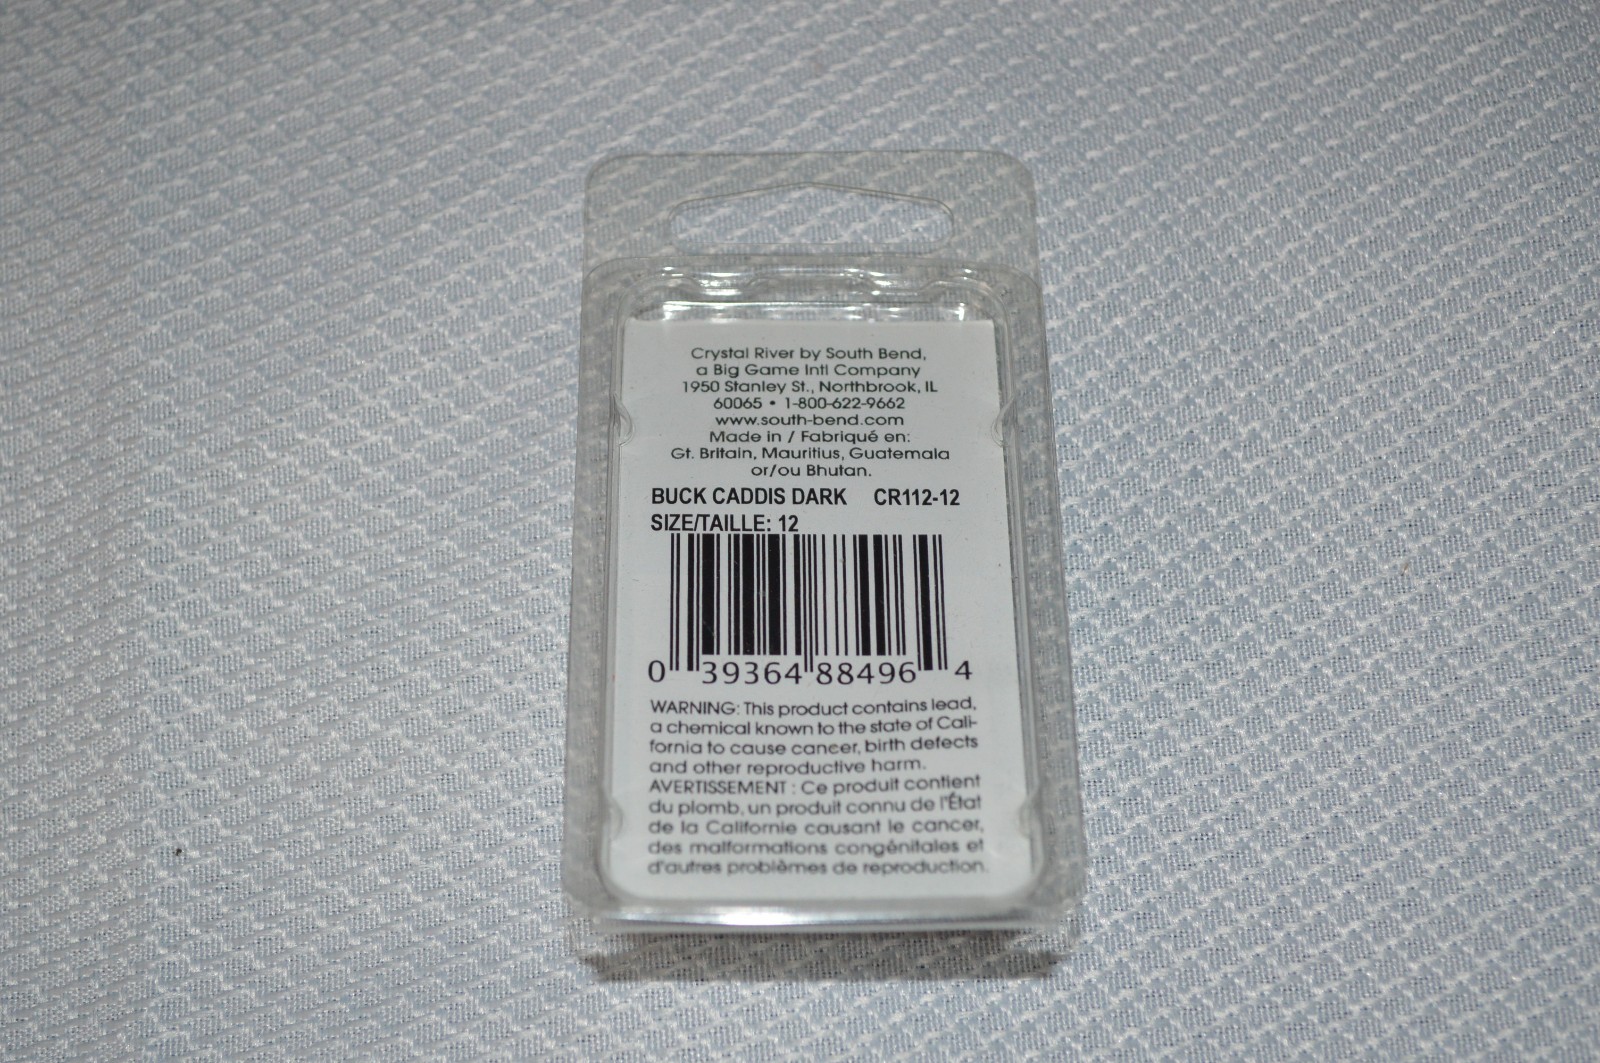 Crystal River by South Bend,
a Big Game Intl Company
1950 Stanley St., Northbrook, IL
60065 • 1-800-622-9662
www.south-bend.com
Made in / Fabriqué en:
Gt. Britain, Mauritius, Guatemala
or/ou Bhutan.
BUCK CADDIS DARK CR112-12
SIZE/TAILLE: 12
0 39364 88496 4
WARNING: This product contains lead,
a chemical known to the state of Cali-
fornia to cause cancer, birth defects
and other reproductive harm.
AVERTISSEMENT : Ce produit contient
du plomb, un produit connu de l'État
de la Californie causant le cancer,
des malformations congénitales et
d'autres problèmes de reproduction.